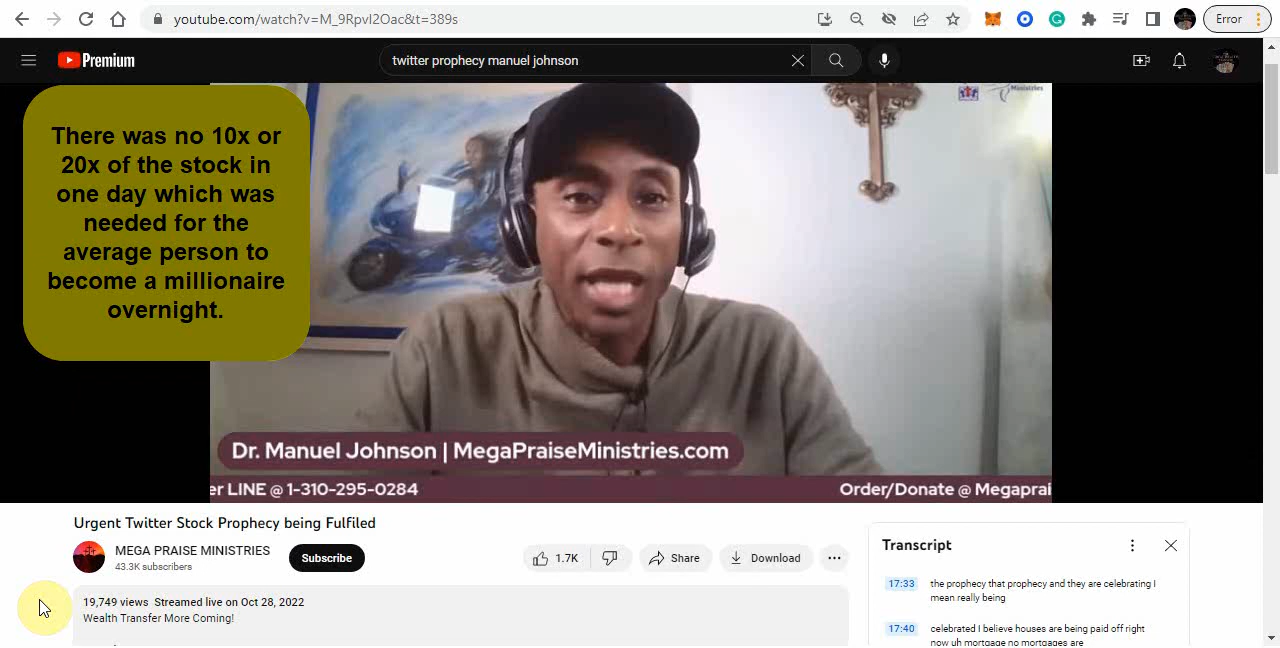 youtube.com/watch?v=M_9RpvI2Oac&t=389s
Error
Premium
twitter prophecy manuel johnson
There was no 10x or
20x of the stock in
one day which was
needed for the
average person to
become a millionaire
overnight.
Ministries
Dr. Manuel Johnson | MegaPraiseMinistries.com
er LINE @ 1-310-295-0284
Order/Donate @ Megaprai
Urgent Twitter Stock Prophecy being Fulfiled
MEGA PRAISE MINISTRIES
43.3K subscribers
Subscribe
1.7K
Share
Download
19,749 views Streamed live on Oct 28, 2022
Wealth Transfer More Coming!
Transcript
17:33 the prophecy that prophecy and they are celebrating I
mean really being
17:40 celebrated I believe houses are being paid off right
now uh mortgage no mortgages are